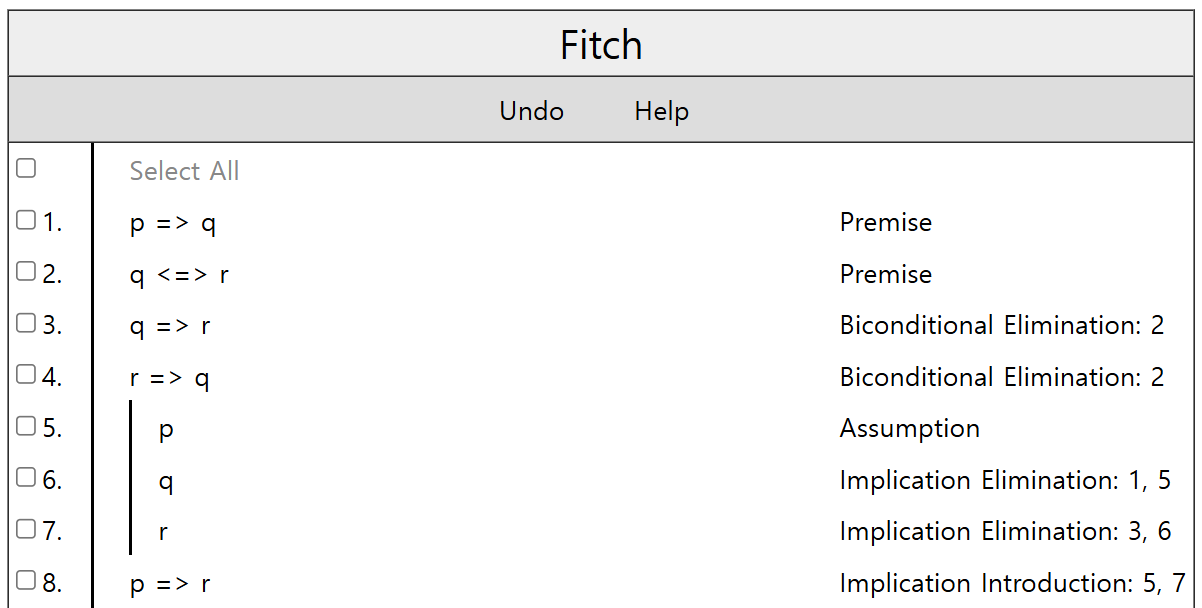 Fitch
Undo Help
Select All
1. p => q Premise
2. q <=> r Premise
3. q => r Biconditional Elimination: 2
4. r => q Biconditional Elimination: 2
5. p Assumption
6. q Implication Elimination: 1, 5
7. r Implication Elimination: 3, 6
8. p => r Implication Introduction: 5, 7